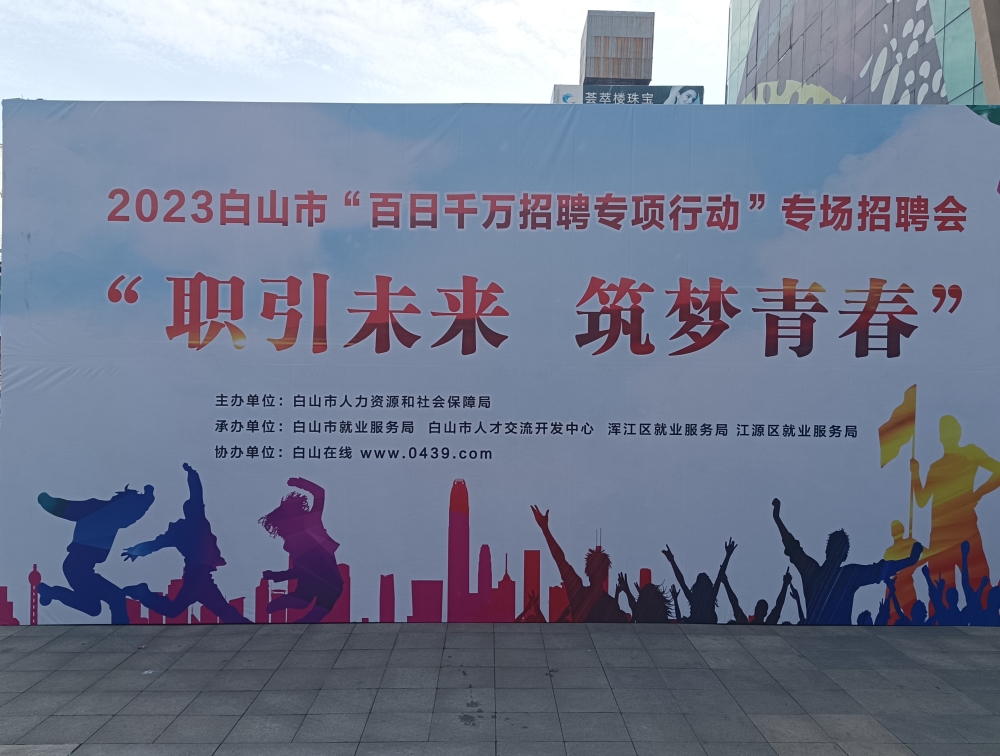 荟萃楼珠宝
2023白山市“百日千万招聘专项行动”专场招聘会
“职引未来 筑梦青春”
主办单位：白山市人力资源和社会保障局
承办单位：白山市就业服务局 白山市人才交流开发中心 浑江区就业服务局 江源区就业服务局
协办单位：白山在线 www.0439.com